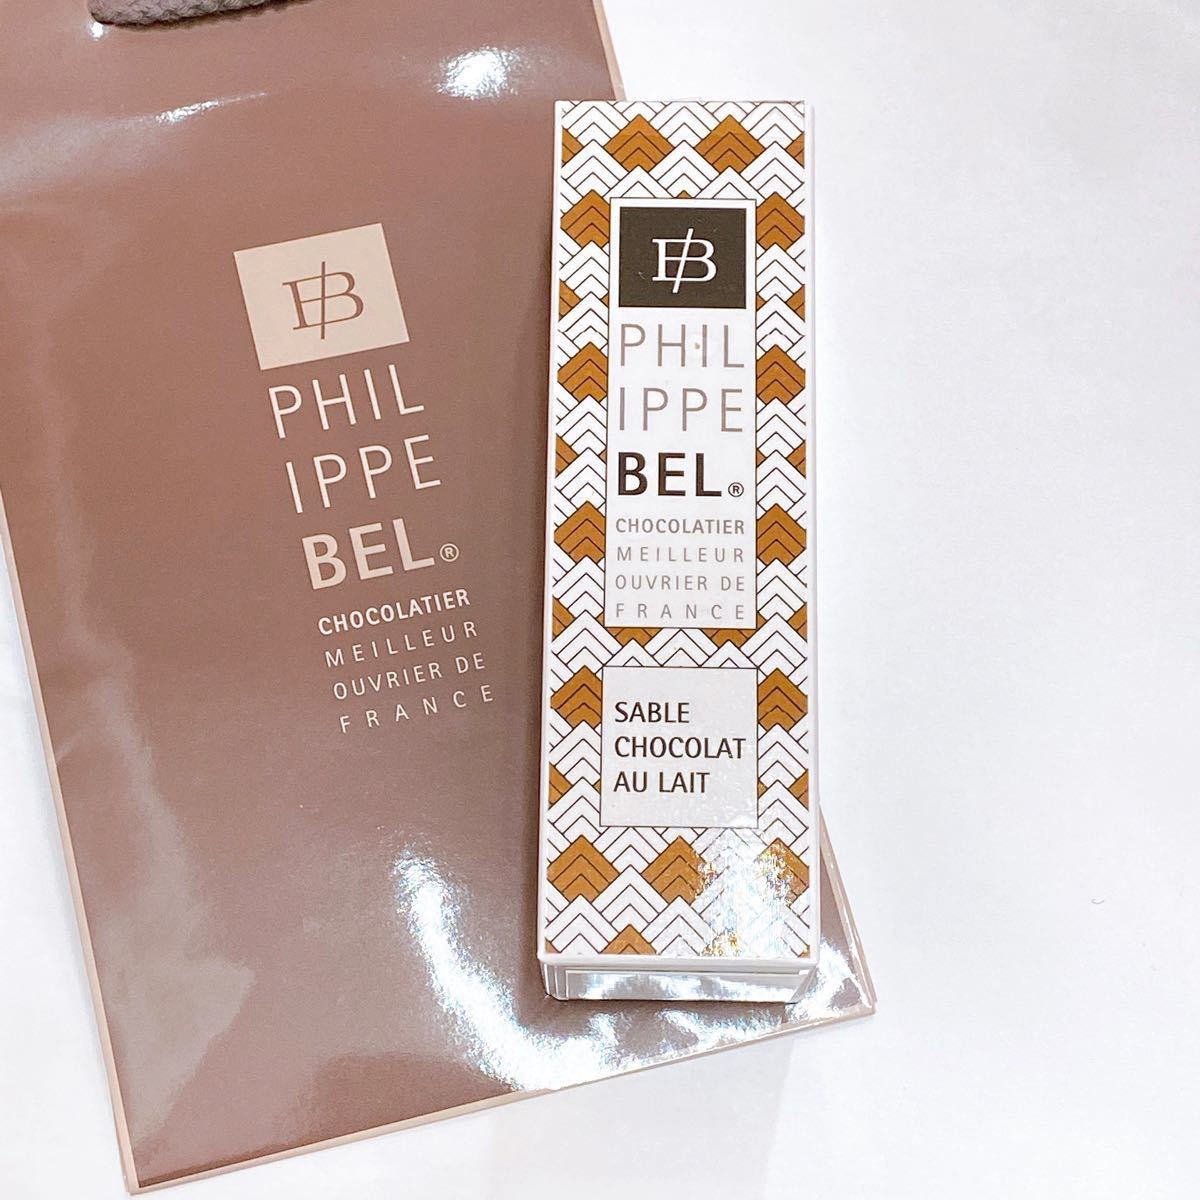 B
PHIL
IPPE
BEL®
CHOCOLATIER
MEILLEUR
OUVRIER DE
FRANCE
B
PHIL
IPPE
BEL®
CHOCOLATIER
MEILLEUR
OUVRIER DE
FRANCE
SABLE
CHOCOLAT
AU LAIT